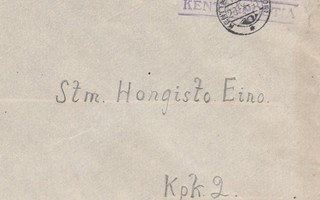 Stm. Hongisto Eino.
Kpk. 2.